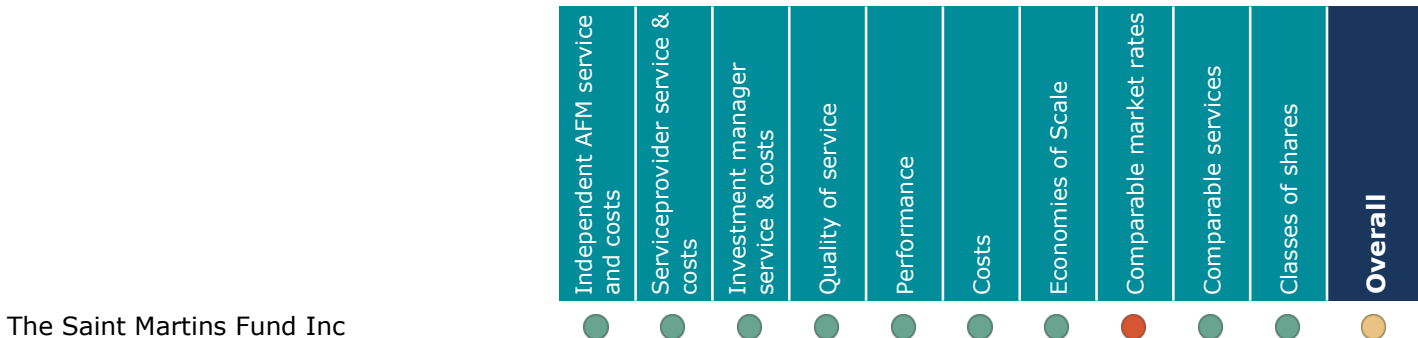 Independent AFM service
and costs
Serviceprovider service &
costs
Investment manager
service & costs
Quality of service
Performance
Costs
Economies of Scale
Comparable market rates
Comparable services
Classes of shares
Overall
The Saint Martins Fund Inc